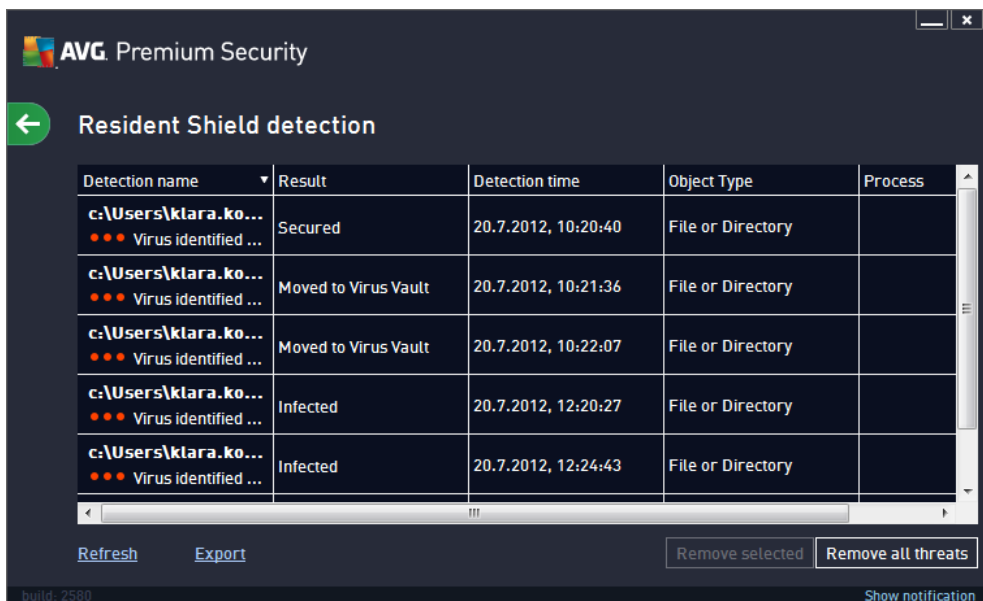 AVG. Premium Security
Resident Shield detection
Detection name Result Detection time Object Type Process
c:\Users\klara.ko...
Virus identified ...
Secured 20.7.2012, 10:20:40 File or Directory
c:\Users\klara.ko...
Virus identified ...
Moved to Virus Vault 20.7.2012, 10:21:36 File or Directory
c:\Users\klara.ko...
Virus identified ...
Moved to Virus Vault 20.7.2012, 10:22:07 File or Directory
c:\Users\klara.ko...
Virus identified ...
Infected 20.7.2012, 12:20:27 File or Directory
c:\Users\klara.ko...
Virus identified ...
Infected 20.7.2012, 12:24:43 File or Directory
Refresh Export Remove selected Remove all threats
build: 2580 Show notification